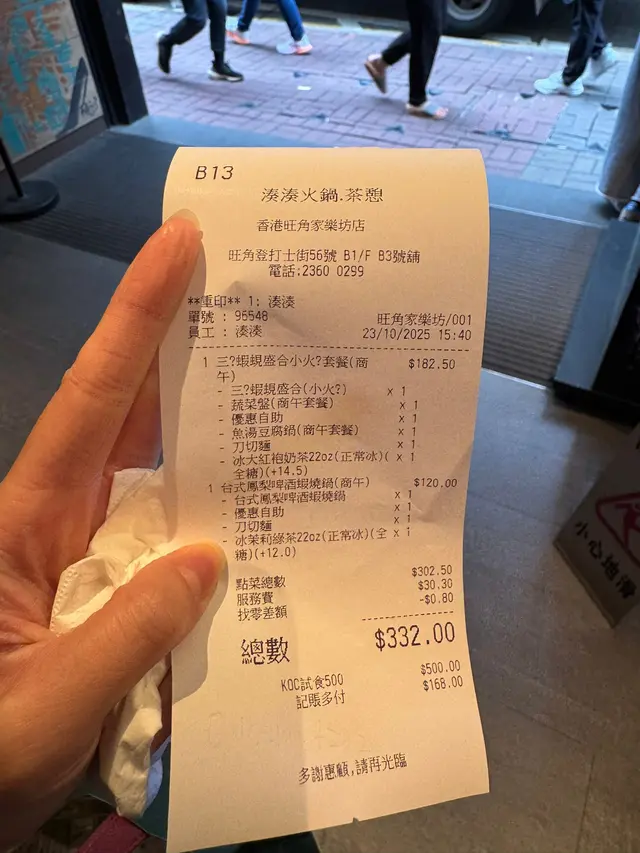 B13
湊湊火鍋.茶憩
香港旺角家樂坊店
旺角登打士街56號 B1/F B3號舖
電話:2360 0299
**重印** 1: 湊湊
單號 : 96548 旺角家樂坊/001
員工 : 湊湊 23/10/2025 15:40
1 三?蝦蜆盛合小火?套餐(商午) $182.50
- 三?蝦蜆盛合(小火?) x 1
- 蔬菜盤(商午套餐) x 1
- 優惠自助 x 1
- 魚湯豆腐鍋(商午套餐) x 1
- 刀切麵 x 1
- 冰大紅袍奶茶22oz(正常冰)(全糖)(+14.5) x 1
1 台式鳳梨啤酒蝦燒鍋(商午) $120.00
- 台式鳳梨啤酒蝦燒鍋 x 1
- 優惠自助 x 1
- 刀切麵 x 1
- 冰茉莉綠茶22oz(正常冰)(全糖)(+12.0) x 1
點菜總數 $302.50
服務費 $30.30
找零差額 -$0.80
總數 $332.00
KOC試食500 $500.00
記賬多付 $168.00
多謝惠顧,請再光臨
小心地滑